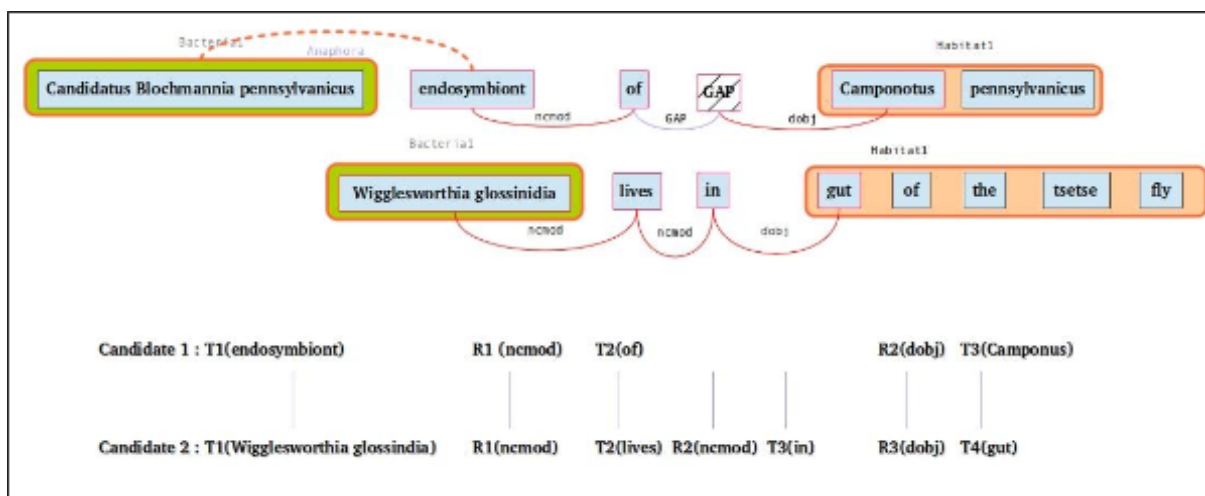 Bacterial
Anaphora
Habitat1
Candidatus Blochmannia pennsylvanicus endosymbiont of GAP Camponotus pennsylvanicus
ncmod GAP dobj
Bacterial Habitat1
Wigglesworthia glossinidia lives in gut of the tsetse fly
ncmod ncmod dobj
Candidate 1 : T1(endosymbiont) R1 (ncmod) T2(of) R2(dobj) T3(Camponus)
Candidate 2 : T1(Wigglesworthia glossindia) R1(ncmod) T2(lives) R2(ncmod) T3(in) R3(dobj) T4(gut)